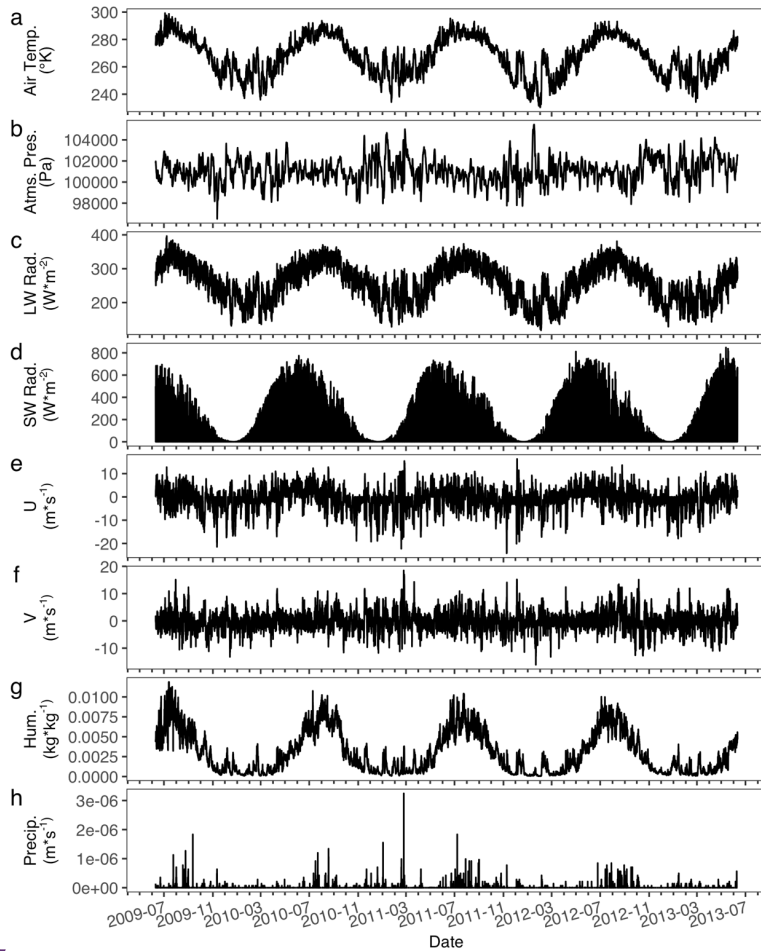 a
Air Temp.
(°K)
300
280
260
240
b
Atms. Pres.
(Pa)
104000
102000
100000
98000
c
LW Rad.
(W*m⁻²)
400
300
200
d
SW Rad.
(W*m⁻²)
800
600
400
200
0
e
U
(m*s⁻¹)
10
0
-10
-20
f
V
(m*s⁻¹)
20
10
0
-10
g
Hum.
(kg*kg⁻¹)
0.0100
0.0075
0.0050
0.0025
0.0000
h
Precip.
(m*s⁻¹)
3e-06
2e-06
1e-06
0e+00
2009-07
2009-11
2010-03
2010-07
2010-11
2011-03
2011-07
2011-11
2012-03
2012-07
2012-11
2013-03
2013-07
Date